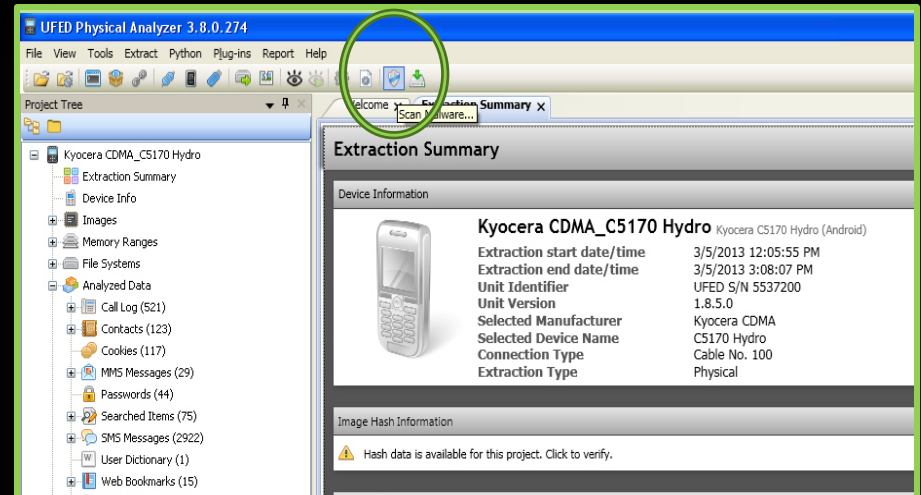 UFED Physical Analyzer 3.8.0.274
File View Tools Extract Python Plug-ins Report Help
Project Tree
Welcome x Extraction Summary x
Scan Malware...
Kyocera CDMA_C5170 Hydro
Extraction Summary
Device Info
Images
Memory Ranges
File Systems
Analyzed Data
Call Log (521)
Contacts (123)
Cookies (117)
MMS Messages (29)
Passwords (44)
Searched Items (75)
SMS Messages (2922)
User Dictionary (1)
Web Bookmarks (15)
Extraction Summary
Device Information
Kyocera CDMA_C5170 Hydro Kyocera C5170 Hydro (Android)
Extraction start date/time 3/5/2013 12:05:55 PM
Extraction end date/time 3/5/2013 3:08:07 PM
Unit Identifier UFED S/N 5537200
Unit Version 1.8.5.0
Selected Manufacturer Kyocera CDMA
Selected Device Name C5170 Hydro
Connection Type Cable No. 100
Extraction Type Physical
Image Hash Information
Hash data is available for this project. Click to verify.